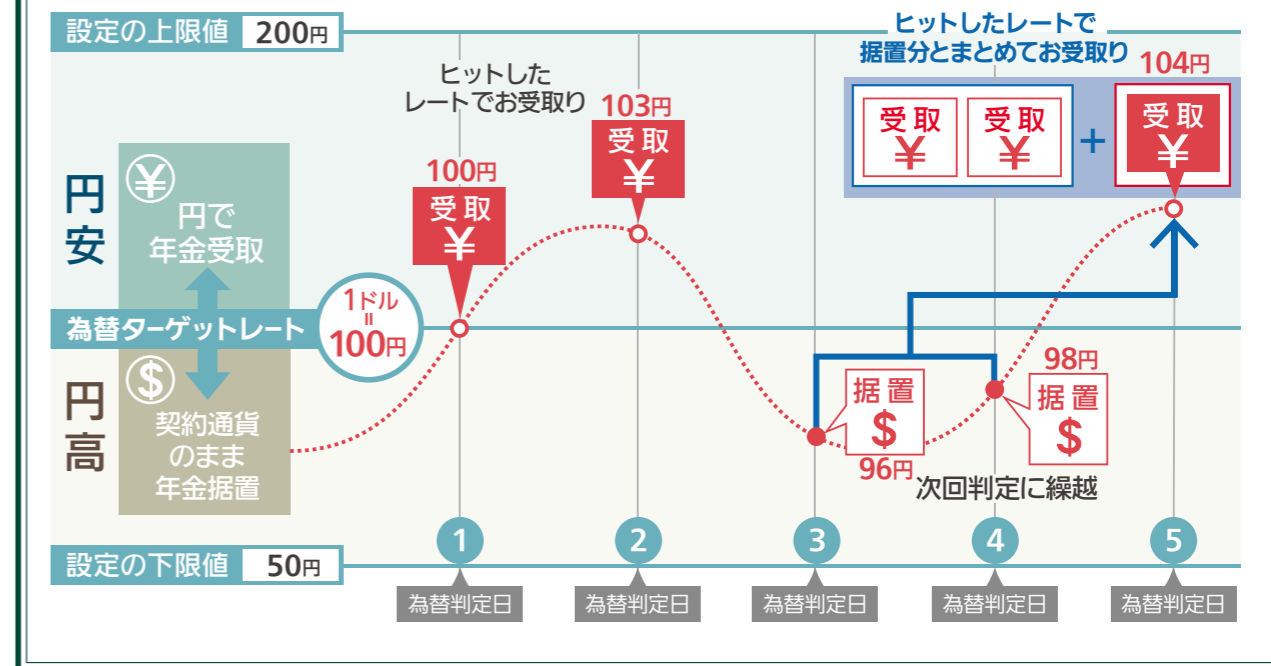 設定の上限値 200円
ヒットしたレートで
据置分とまとめてお受取り
ヒットした
レートでお受取り
100円
受取
¥
103円
受取
¥
受取
¥
受取
¥
+
104円
受取
¥
円安
¥
円で
年金受取
為替ターゲットレート
1ドル
=
100円
円高
$
契約通貨
のまま
年金据置
据置
$
96円
98円
据置
$
次回判定に繰越
設定の下限値 50円
1
2
3
4
5
為替判定日
為替判定日
為替判定日
為替判定日
為替判定日